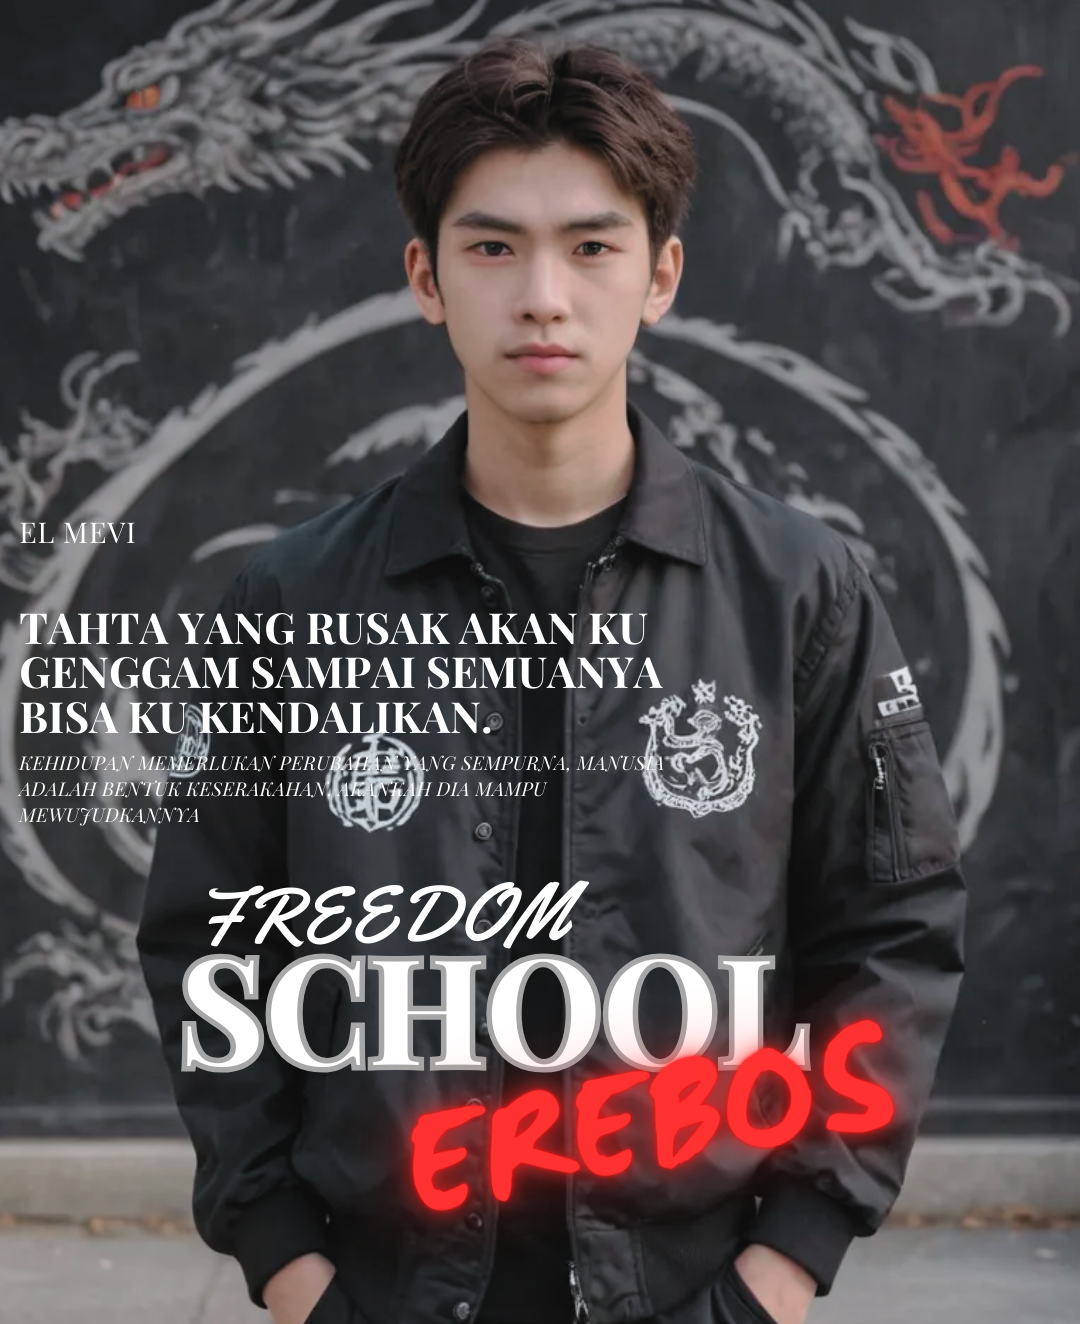 EL MEVI
TAHTA YANG RUSAK AKAN KU
GENGGAM SAMPAI SEMUANYA
BISA KU KENDALIKAN.
KEHIDUPAN MEMERLUKAN PERUBAHAN YANG SEMPURNA, MANUSIA
ADALAH BENTUK KESERAKAHAN, AKANKAH DIA MAMPU
MEWUJUDKANNYA
FREEDOM
SCHOOL
EREBOS